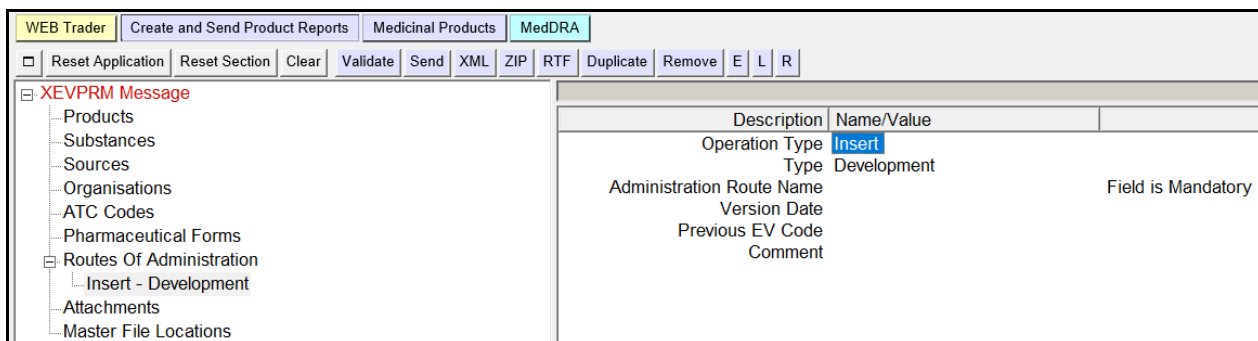 WEB Trader Create and Send Product Reports Medicinal Products MedDRA
Reset Application Reset Section Clear Validate Send XML ZIP RTF Duplicate Remove E L R
XEVPRM Message
Products
Substances
Sources
Organisations
ATC Codes
Pharmaceutical Forms
Routes Of Administration
Insert - Development
Attachments
Master File Locations
Description Name/Value
Operation Type Insert
Type Development
Administration Route Name Field is Mandatory
Version Date
Previous EV Code
Comment